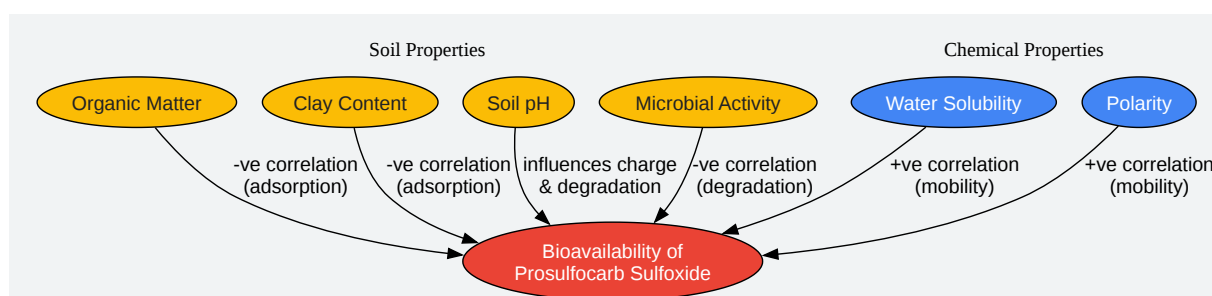 Soil Properties
Chemical Properties
Organic Matter
Clay Content
Soil pH
Microbial Activity
Water Solubility
Polarity
-ve correlation
(adsorption)
-ve correlation
(adsorption)
influences charge
& degradation
-ve correlation
(degradation)
+ve correlation
(mobility)
+ve correlation
(mobility)
Bioavailability of
Prosulfocarb Sulfoxide